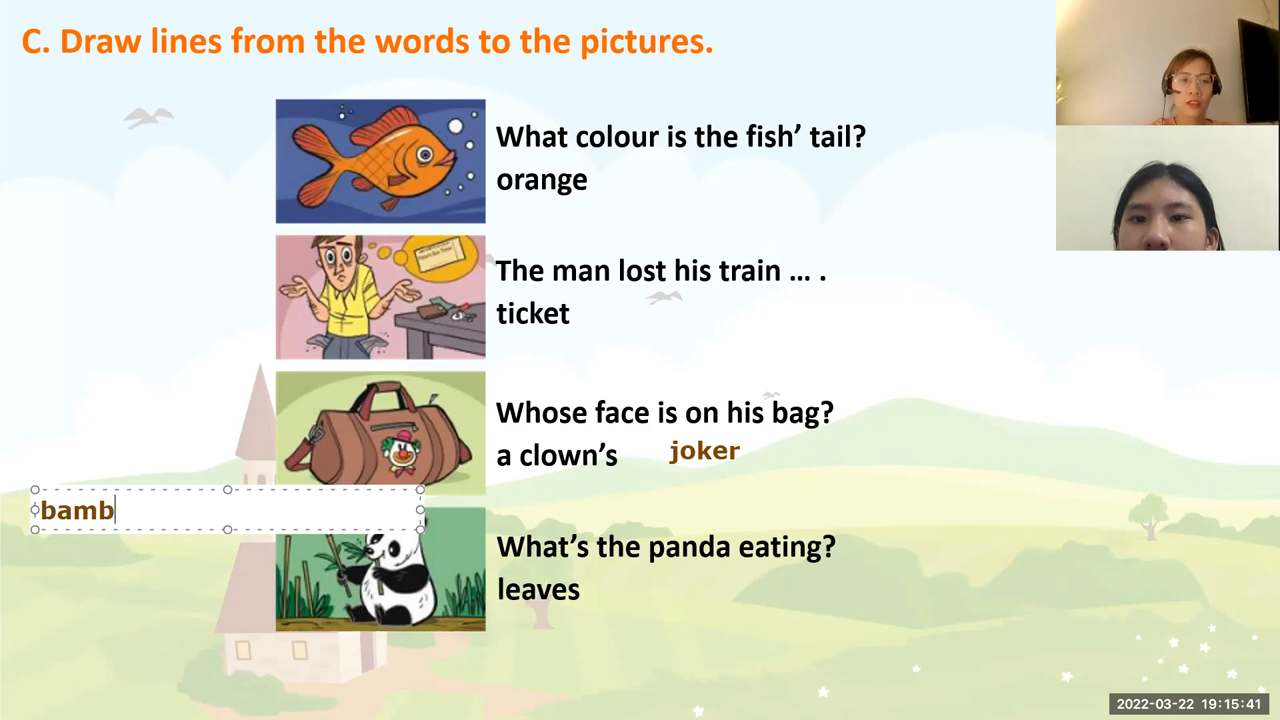 C. Draw lines from the words to the pictures.
What colour is the fish’ tail?
orange
The man lost his train ... .
ticket
Whose face is on his bag?
a clown’s
joker
bamb
What’s the panda eating?
leaves
2022-03-22 19:15:41